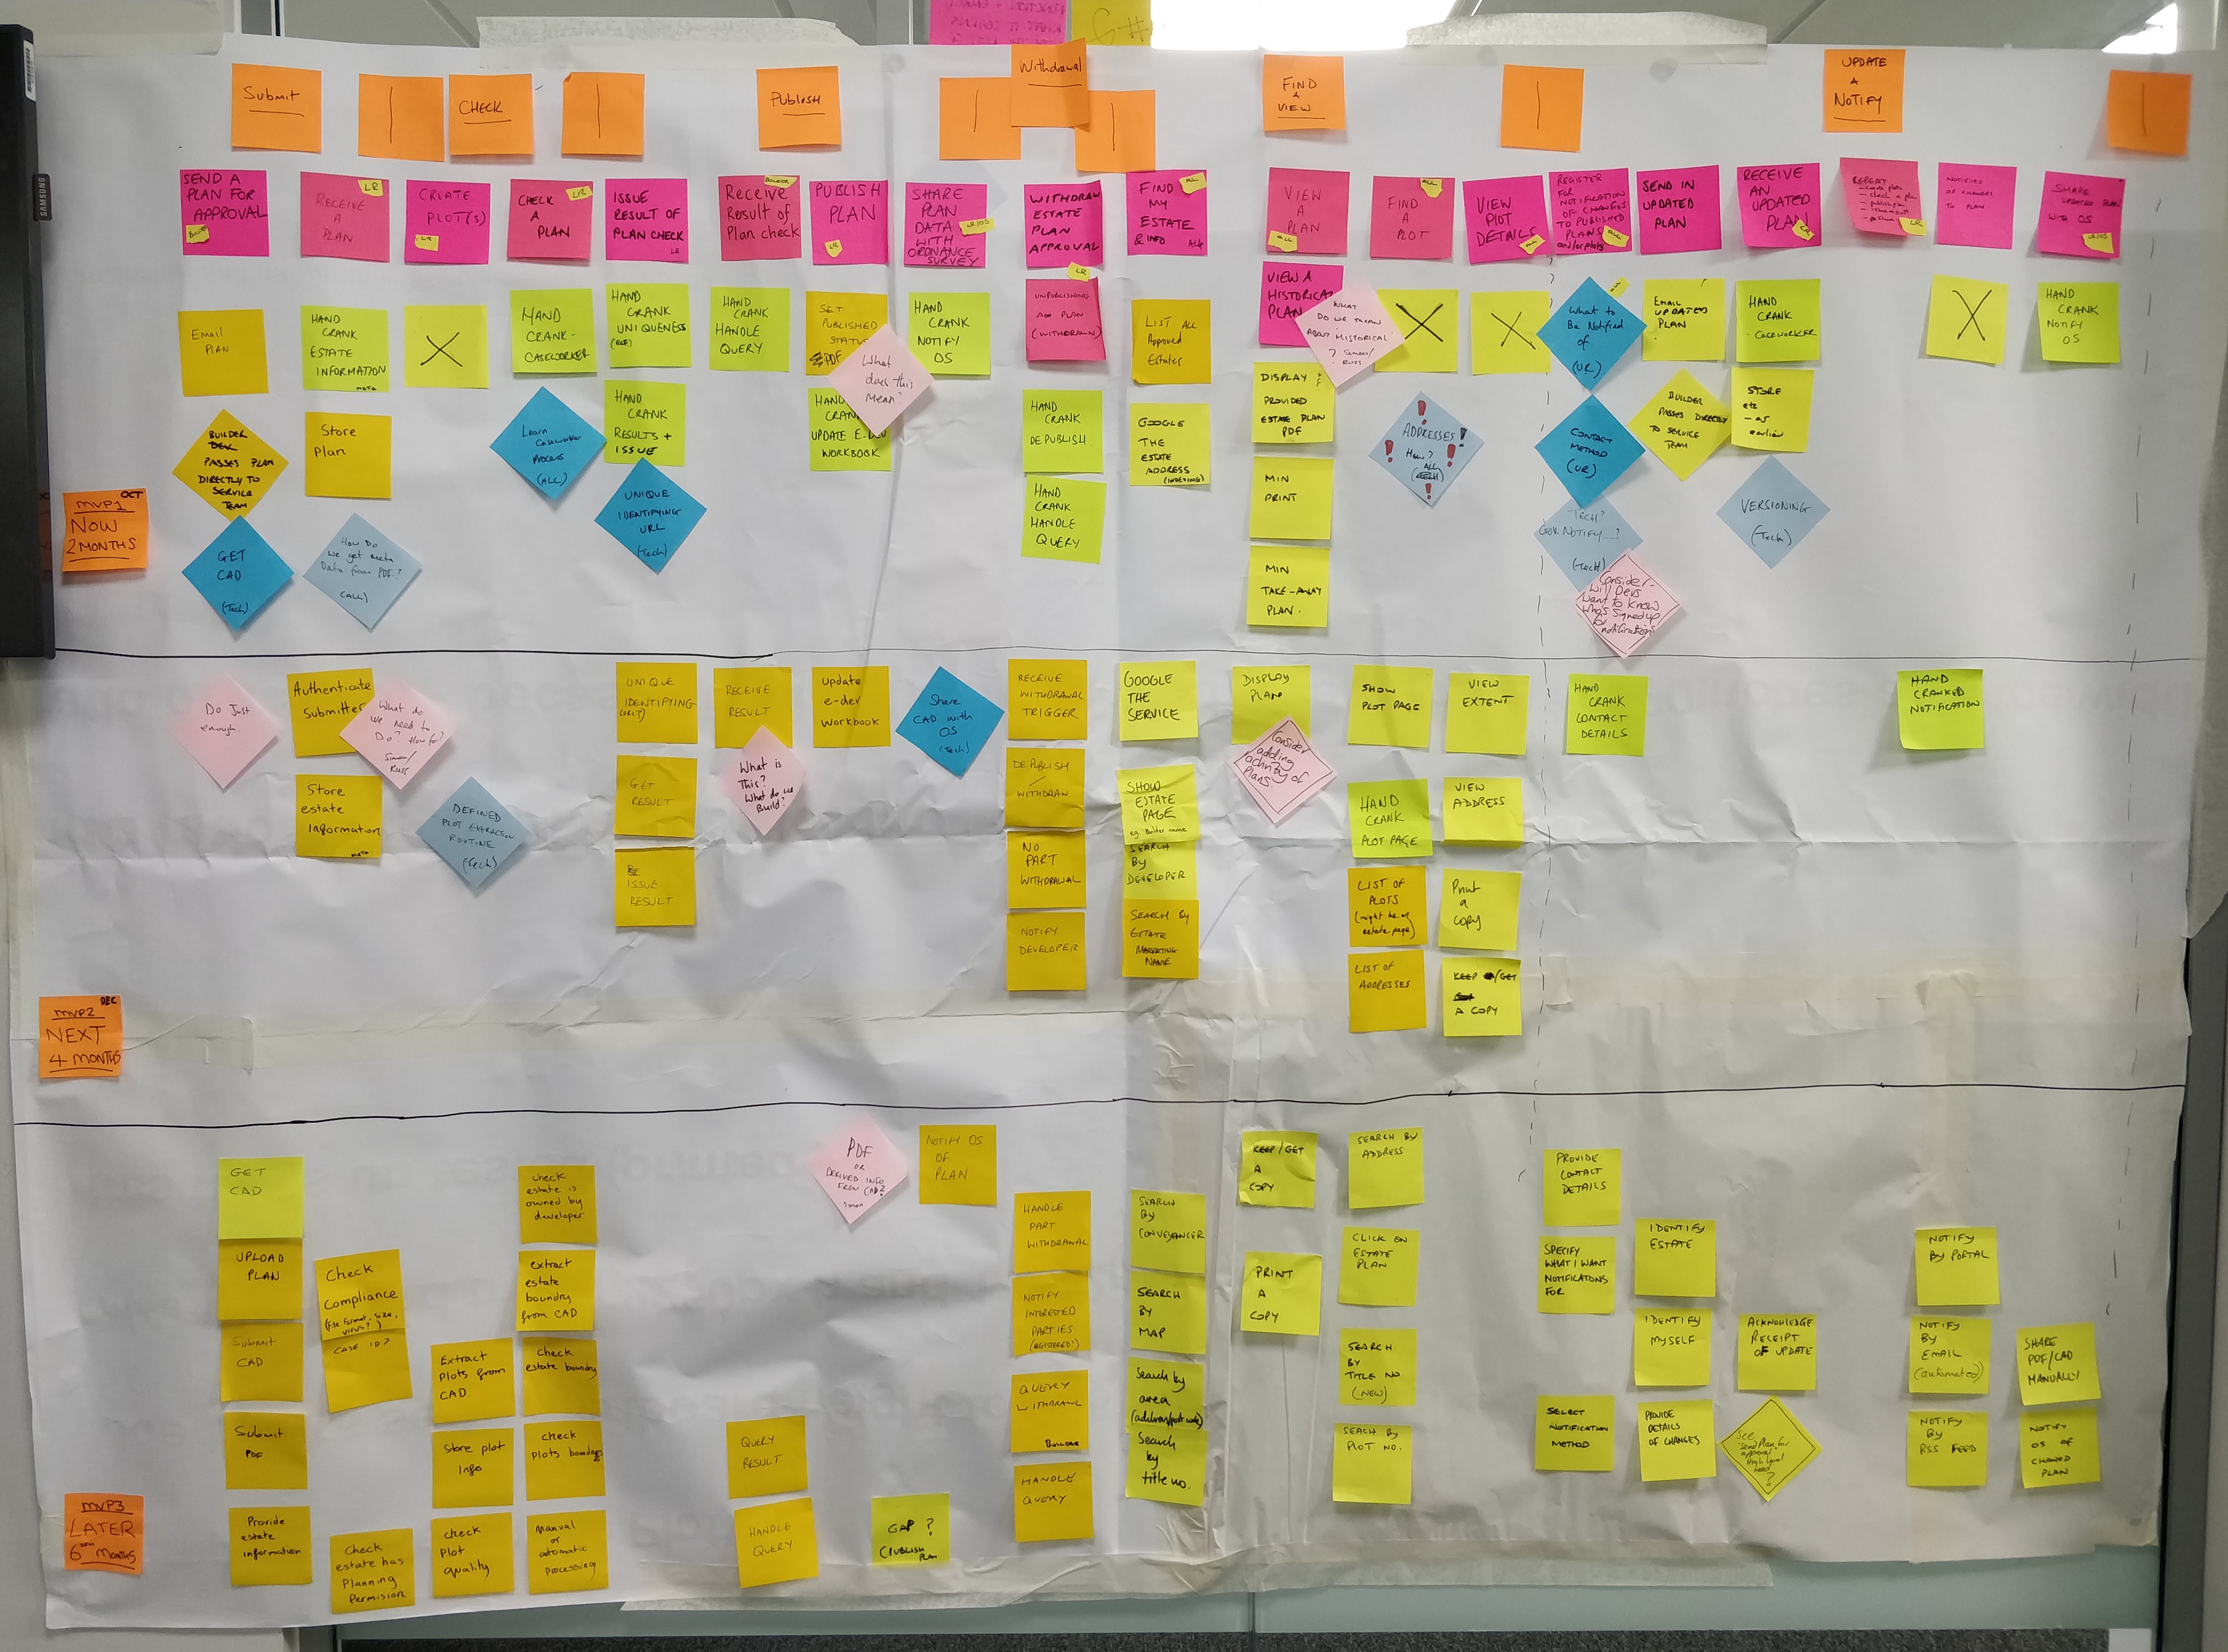 G#
SAMSUNG
Submit
CHECK
Publish
Withdrawal
FIND
&
VIEW
UPDATE
&
NOTIFY
SEND A
PLAN FOR
APPROVAL
RECEIVE
A
PLAN
LR
CREATE
PLOT(S)
LR
CHECK
A
PLAN
LR
ISSUE
RESULT OF
PLAN CHECK
LR
Receive
Result of
Plan check
BUILDER
PUBLISH
PLAN
LR
SHARE
PLAN
DATA
WITH
ORDNANCE
SURVEY
LR/OS
WITHDRAW
ESTATE
PLAN
APPROVAL
LR
FIND
MY
ESTATE
& INFO
ALL
ALL
VIEW
A
PLAN
ALL
FIND
A
PLOT
ALL
VIEW
PLOT
DETAILS
ALL
REGISTER
FOR
NOTIFICATION
OF CHANGES
TO PUBLISHED
PLANS
and/or plots
ALL
SEND IN
UPDATED
PLAN
RECEIVE
AN
UPDATED
PLAN
LR
REPEAT
LR
NOTIFIED
OF CHANGES
TO PLAN
SHARE
UPDATED PLAN
WITH OS
LR/OS
Email
PLAN
HAND
CRANK
ESTATE
INFORMATION
META
X
HAND
CRANK-
CASEWORKER
HAND
CRANK
UNIQUENESS
(REF)
HAND
CRANK
HANDLE
QUERY
SET
PUBLISHED
STATUS
PDF
What
does this
mean?
HAND
CRANK
NOTIFY
OS
UNPUBLISHING
A PLAN
(WITHDRAWN)
LIST ALL
Approved
Estates
VIEW A
HISTORICAL
PLAN
WHAT
DO WE MEAN
ABOUT HISTORICAL
? Simon/
Russ
X
X
What to
Be Notified
of
(UR)
EMAIL
UPDATED
PLAN
HAND
CRANK
-CASEWORKER
X
HAND
CRANK
NOTIFY
OS
BUILDER
DEV
PASSES PLAN
DIRECTLY TO
SERVICE
TEAM
Store
Plan
Learn
Caseworker
Process
(ALL)
HAND
CRANK
RESULTS +
ISSUE
HAND
CRANK
UPDATE E-DEV
WORKBOOK
HAND
CRANK
DEPUBLISH
GOOGLE
THE
ESTATE
ADDRESS
(INDEXING)
DISPLAY
PROVIDED
ESTATE PLAN
PDF
ADDRESSES!
How?
ALL
CONTACT
METHOD
(UR)
BUILDER
PASSES DIRECTLY
TO SERVICE
TEAM
STORE
etc
- as
earlier
mvp1
OCT
NOW
2 MONTHS
GET
CAD
(Tech)
How Do
We get meta
Data from PDF?
(ALL)
UNIQUE
IDENTIFYING
URL
(Tech)
HAND
CRANK
HANDLE
QUERY
MIN
PRINT
MIN
TAKE-AWAY
PLAN.
TECH?
GOV NOTIFY?
(TECH)
Consider-
Will Devs
want to know
who's signed up
for
notifications
VERSIONING
(Tech)
Do Just
enough
Authenticate
Submitter
What do
we need to
Do? How far?
Simon/
Russ
UNIQUE
IDENTIFYING
(URL?)
RECEIVE
RESULT
update
e-dev
workbook
Share
CAD with
OS
(Tech)
RECEIVE
WITHDRAWAL
TRIGGER
GOOGLE
THE
SERVICE
DISPLAY
PLAN
Consider
adding
activity of
plans
SHOW
PLOT PAGE
VIEW
EXTENT
HAND
CRANK
CONTACT
DETAILS
HAND
CRANKED
NOTIFICATION
Store
estate
Information
META
DEFINED
PLOT EXTRACTION
ROUTINE
(Tech)
GET
RESULT
What is
This?
What do we
Build?
DEPUBLISH
/
WITHDRAW
SHOW
ESTATE
PAGE
eg. Builder name
HAND
CRANK
PLOT PAGE
VIEW
ADDRESS
ISSUE
RESULT
NO
PART
WITHDRAWAL
SEARCH
BY
DEVELOPER
LIST OF
PLOTS
(might be on
estate page)
Print
a
copy
NOTIFY
DEVELOPER
SEARCH BY
ESTATE
MARKETING
NAME
LIST OF
ADDRESSES
KEEP /GET
A COPY
mvp2
DEC
NEXT
4 MONTHS
GET
CAD
check
estate is
owned by
developer
PDF
OR
DERIVED INFO
FROM CAD?
Simon
NOTIFY OS
OF
PLAN
KEEP/GET
A
COPY
SEARCH BY
ADDRESS
PROVIDE
CONTACT
DETAILS
UPLOAD
PLAN
Check
Compliance
(File format, size,
virus?)
extract
estate
boundry
from CAD
HANDLE
PART
WITHDRAWAL
SEARCH
BY
CONVEYANCER
CLICK ON
ESTATE
PLAN
SPECIFY
WHAT I WANT
NOTIFICATONS
FOR
IDENTIFY
ESTATE
NOTIFY
BY PORTAL
Submit
CAD
CASE ID?
Extract
Plots from
CAD
check
estate boundry
NOTIFY
INTERESTED
PARTIES
(REGISTERED?)
SEARCH
BY
MAP
PRINT
A
COPY
SEARCH
BY
TITLE NO
(NEW)
IDENTIFY
MYSELF
ACKNOWLEDGE
RECEIPT
OF UPDATE
NOTIFY
BY
EMAIL
(automated)
SHARE
PDF/CAD
MANUALLY
Submit
PDF
Store plot
Info
check
plots boundrys
QUERY
RESULT
QUERY
WITHDRAWL
BUILDER
Search by
area
(address/post code)
SEACH BY
PLOT NO.
SELECT
NOTIFICATION
METHOD
PROVIDE
DETAILS
OF CHANGES
See
'Send Plan for
approval'
High level
need
?
NOTIFY
BY
RSS FEED
NOTIFY
OS OF
CHANGED
PLAN
mvp3
LATER
6 MONTHS
Provide
estate
information
Check
estate has
Planning
Permision
check
Plot
quality
manual
or
automatic
processing
HANDLE
QUERY
GAP ?
(PUBLISH
PLAN
HANDLE
QUERY
Search
by
title no.